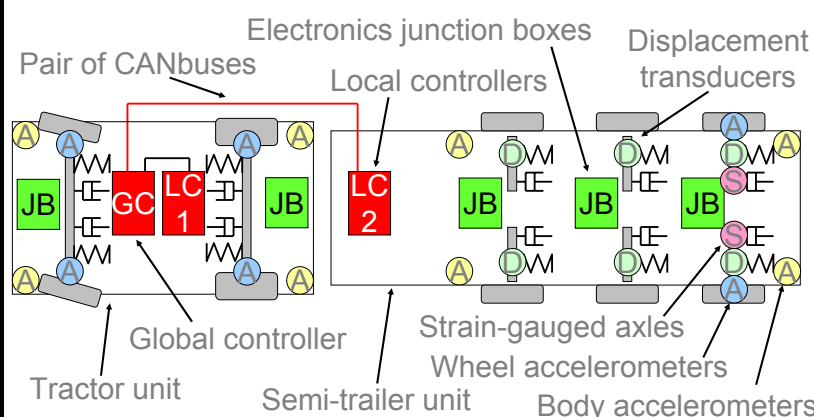 Electronics junction boxes
Displacement
transducers
Pair of CANbuses
Local controllers
A
A
A
A
A
A
A
A
D
D
D
S
JB
GC
LC
1
JB
LC
2
JB
JB
JB
S
D
D
D
A
A
A
A
A
A
A
A
Global controller
Strain-gauged axles
Wheel accelerometers
Tractor unit
Semi-trailer unit
Body accelerometers